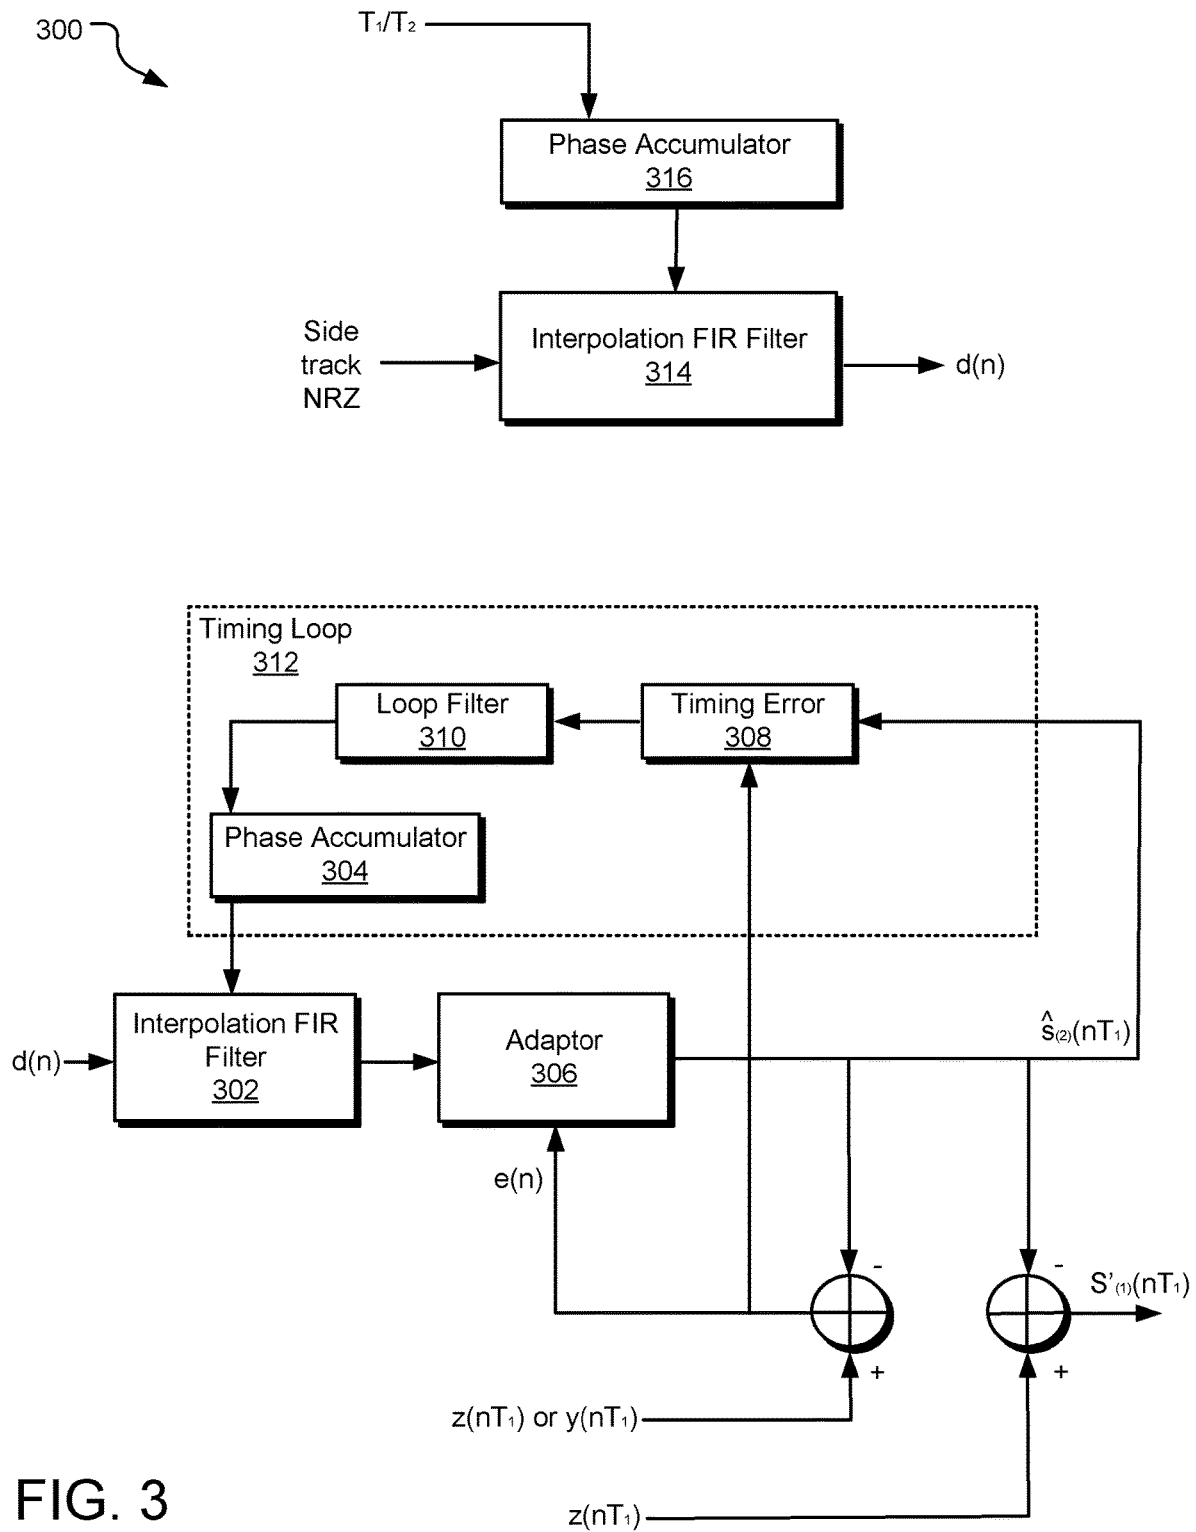 300
T₁/T₂
Phase Accumulator
316
Side
track
NRZ
Interpolation FIR Filter
314
d(n)
Timing Loop
312
Loop Filter
310
Timing Error
308
Phase Accumulator
304
d(n)
Interpolation FIR
Filter
302
Adaptor
306
ŝ₍₂₎(nT₁)
e(n)
-
-
S'₍₁₎(nT₁)
+
+
z(nT₁) or y(nT₁)
z(nT₁)
FIG. 3